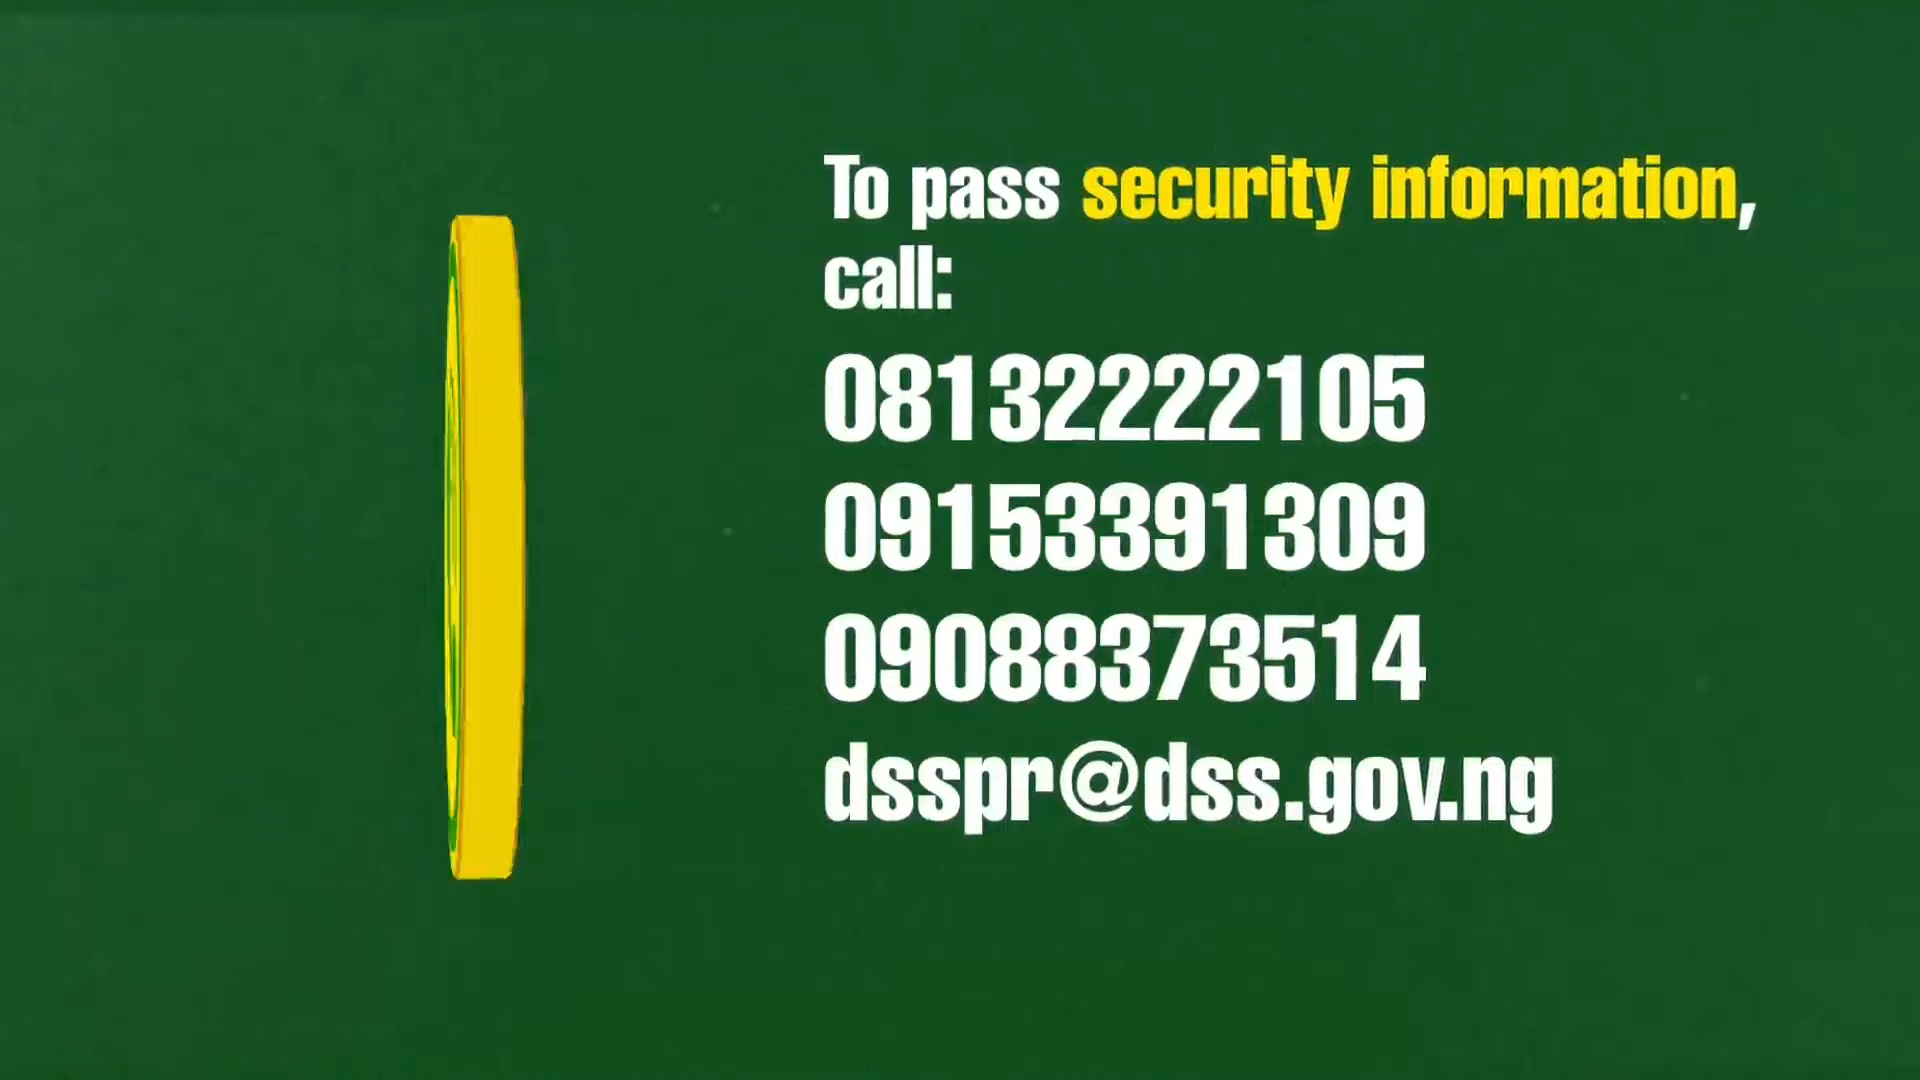 To pass security information,
call:
08132222105
09153391309
09088373514
dsspr@dss.gov.ng